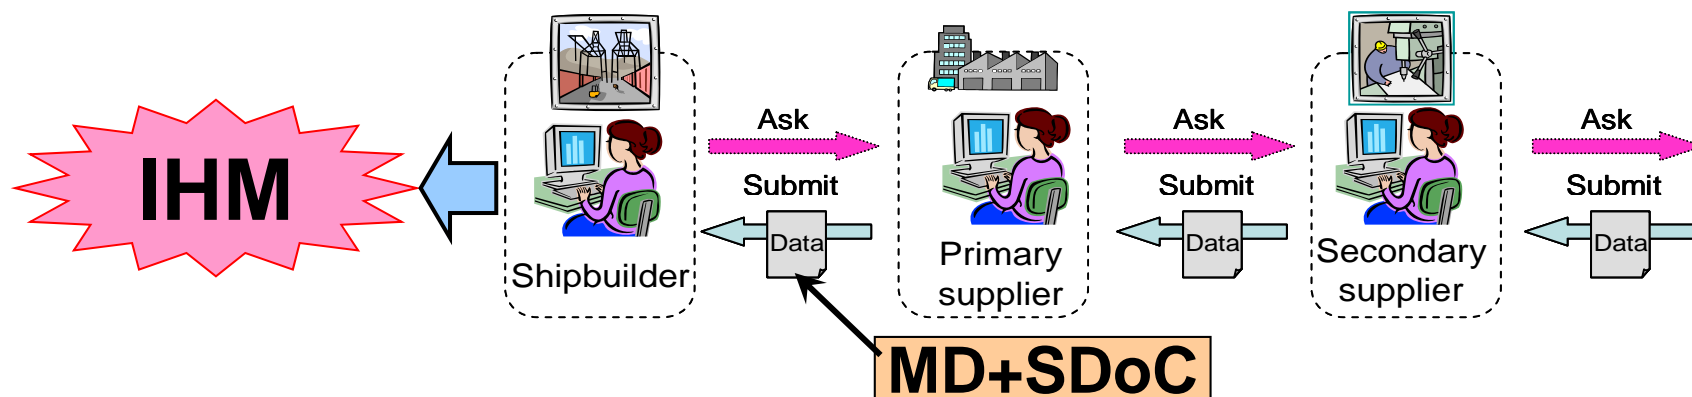 IHM
Shipbuilder
Ask
Submit
Data
Primary
supplier
Ask
Submit
Data
Secondary
supplier
Ask
Submit
Data
MD+SDoC